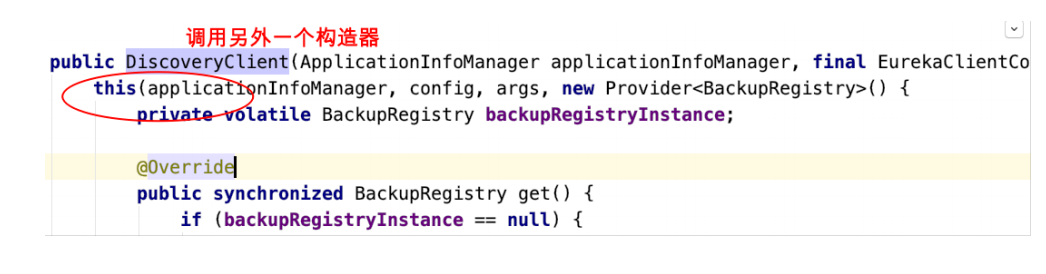 调用另外一个构造器
public DiscoveryClient(ApplicationInfoManager applicationInfoManager, final EurekaClientCo
this(applicationInfoManager, config, args, new Provider<BackupRegistry>() {
private volatile BackupRegistry backupRegistryInstance;
@Override
public synchronized BackupRegistry get() {
if (backupRegistryInstance == null) {